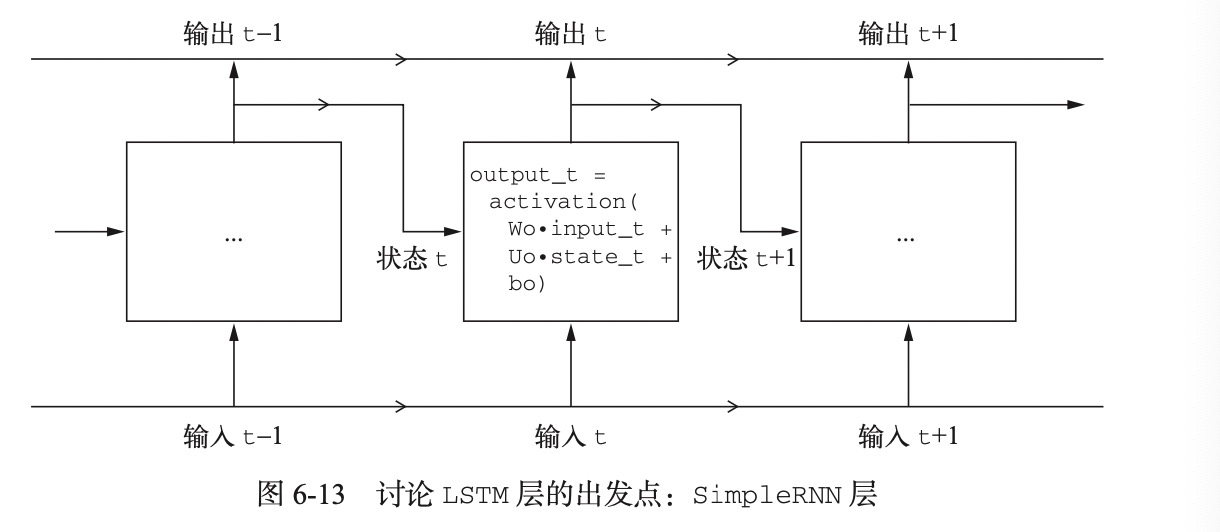 输出 t−1 输出 t 输出 t+1
... output_t = ...
activation(
Wo•input_t +
状态 t Uo•state_t + 状态 t+1
bo)
输入 t−1 输入 t 输入 t+1
图 6-13 讨论 LSTM 层的出发点：SimpleRNN 层